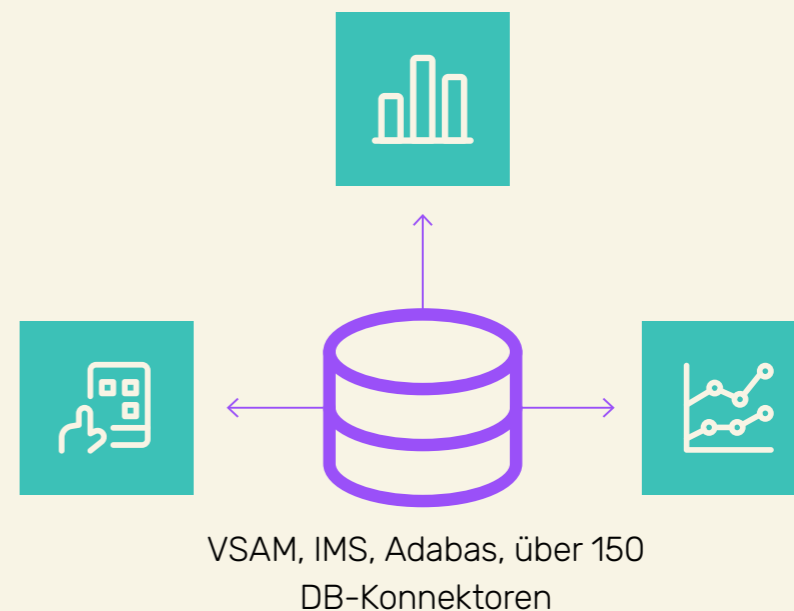 VSAM, IMS, Adabas, über 150
DB-Konnektoren